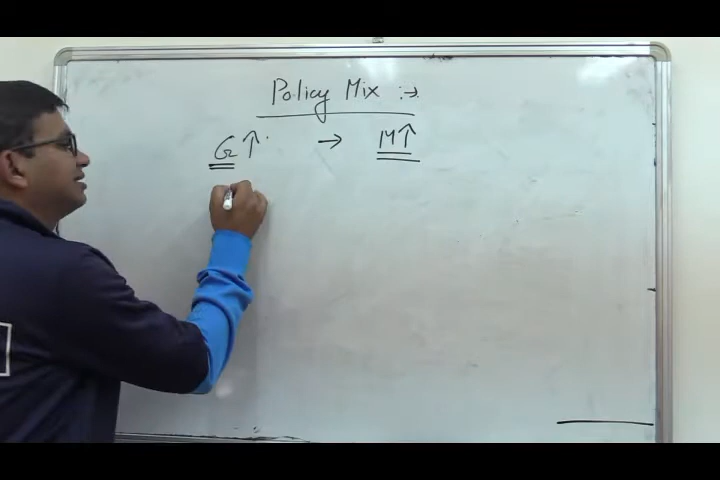 Policy Mix :→
G↑ → M↑